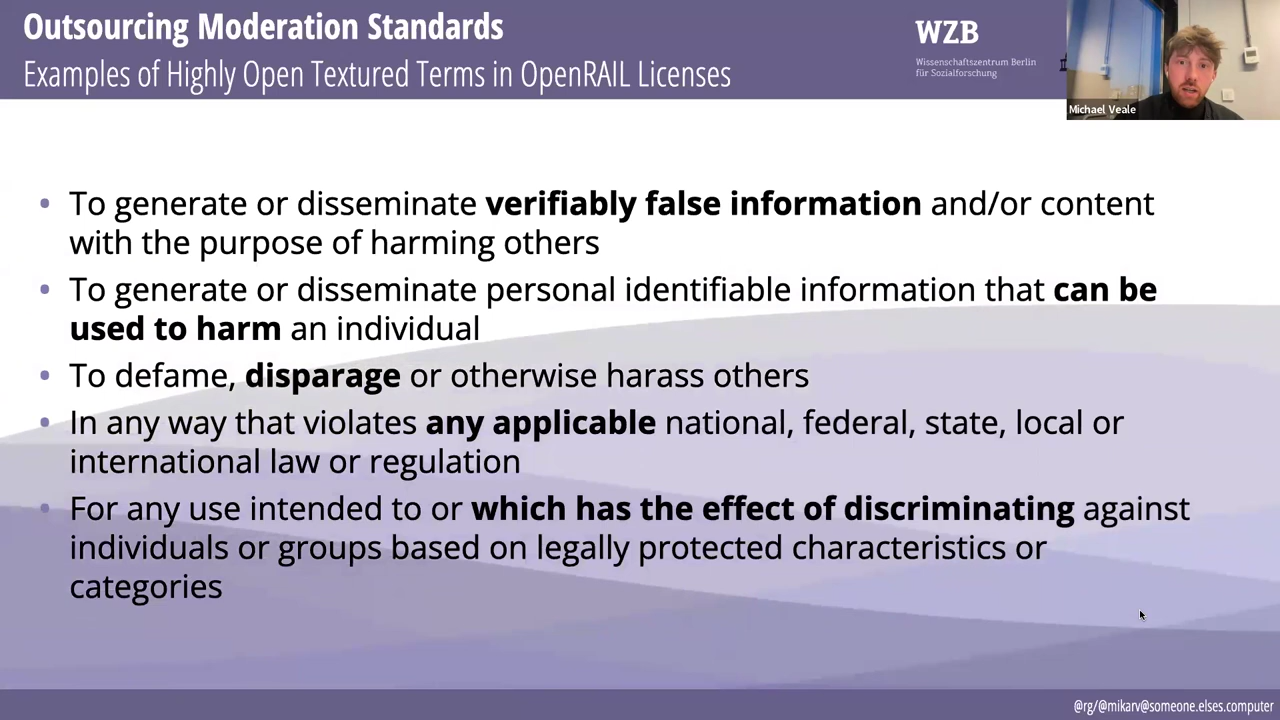 Outsourcing Moderation Standards
Examples of Highly Open Textured Terms in OpenRAIL Licenses
WZB
Wissenschaftszentrum Berlin
für Sozialforschung
Michael Veale
• To generate or disseminate verifiably false information and/or content
with the purpose of harming others
• To generate or disseminate personal identifiable information that can be
used to harm an individual
• To defame, disparage or otherwise harass others
• In any way that violates any applicable national, federal, state, local or
international law or regulation
• For any use intended to or which has the effect of discriminating against
individuals or groups based on legally protected characteristics or
categories
@rg/@mikarv@someone.elses.computer